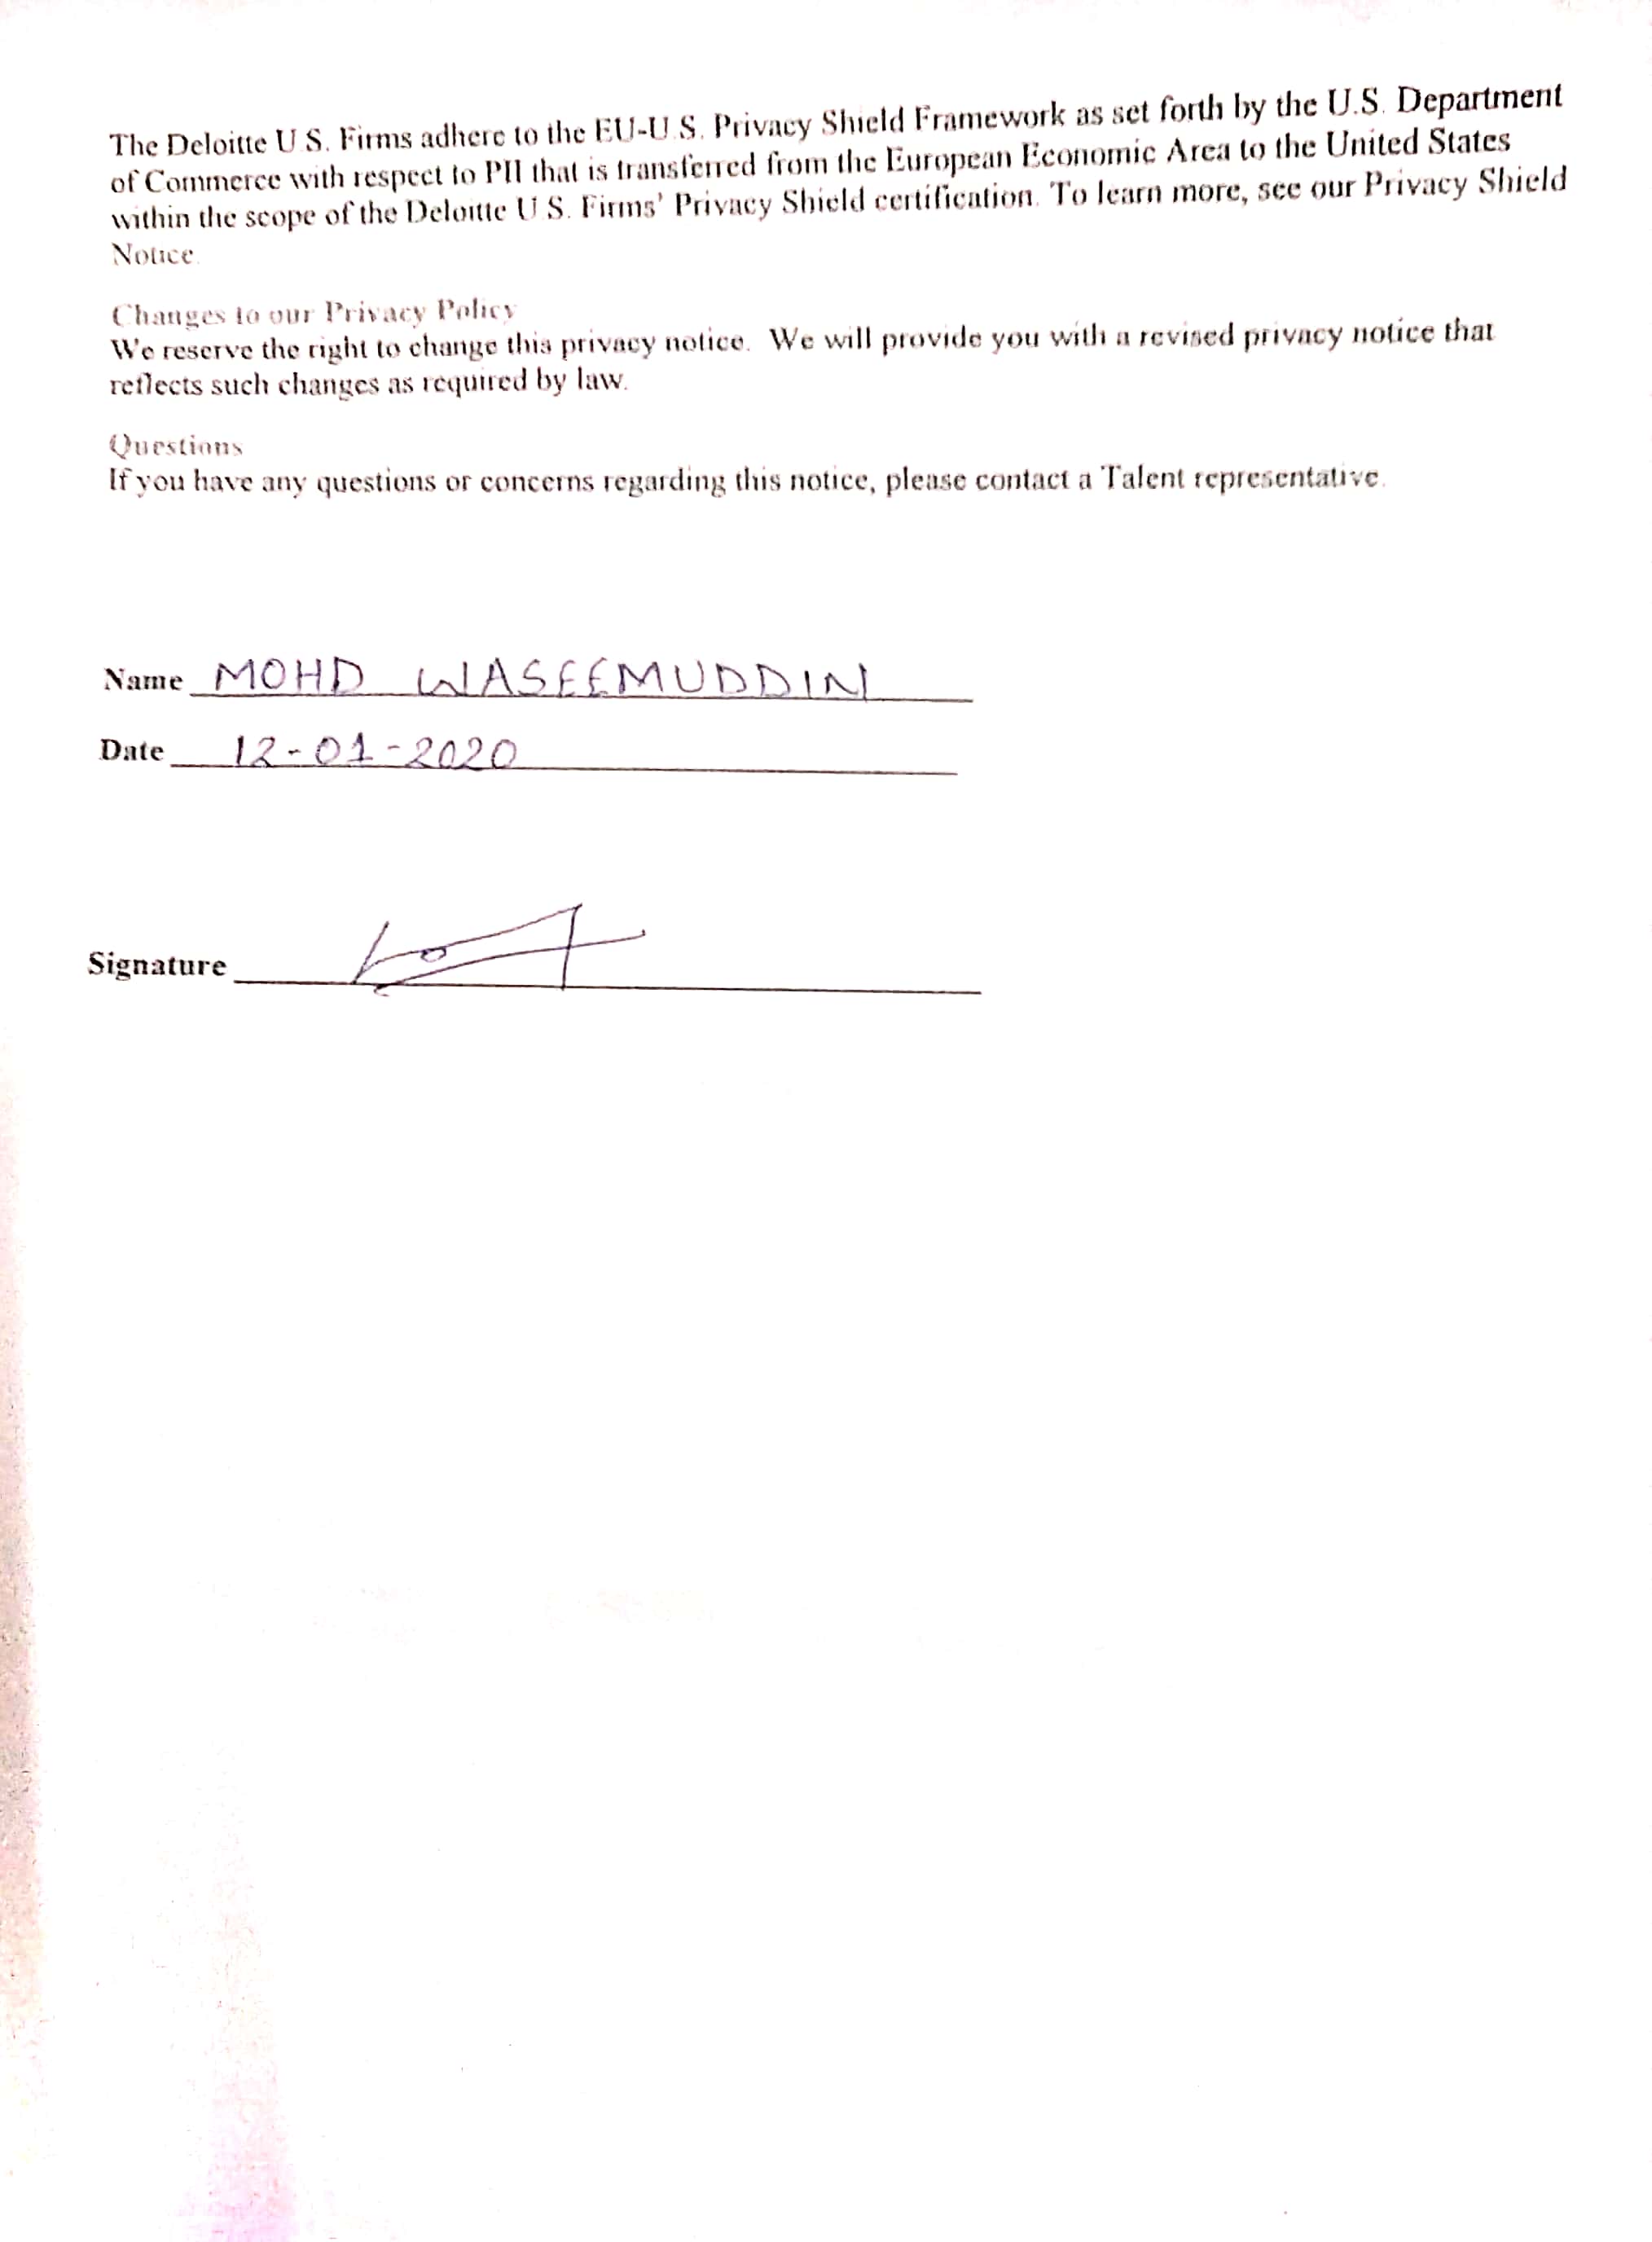 The Deloitte U.S. Firms adhere to the EU-U.S. Privacy Shield Framework as set forth by the U.S. Department
of Commerce with respect to PII that is transferred from the European Economic Area to the United States
within the scope of the Deloitte U.S. Firms' Privacy Shield certification. To learn more, see our Privacy Shield
Notice.
Changes to our Privacy Policy
We reserve the right to change this privacy notice. We will provide you with a revised privacy notice that
reflects such changes as required by law.
Questions
If you have any questions or concerns regarding this notice, please contact a Talent representative.
Name MOHD WASEEMUDDIN
Date 12-01-2020
Signature